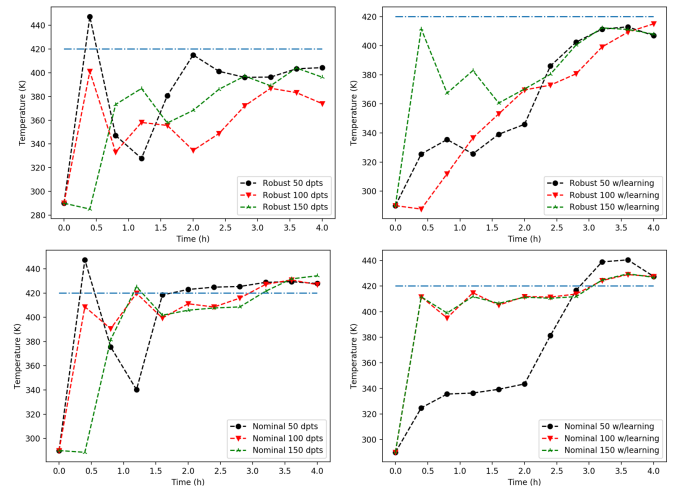 440
420
400
380
360
340
320
300
280
Temperature (K)
0.0 0.5 1.0 1.5 2.0 2.5 3.0 3.5 4.0
Time (h)
Robust 50 dpts
Robust 100 dpts
Robust 150 dpts
420
400
380
360
340
320
300
Temperature (K)
0.0 0.5 1.0 1.5 2.0 2.5 3.0 3.5 4.0
Time (h)
Robust 50 w/learning
Robust 100 w/learning
Robust 150 w/learning
440
420
400
380
360
340
320
300
Temperature (K)
0.0 0.5 1.0 1.5 2.0 2.5 3.0 3.5 4.0
Time (h)
Nominal 50 dpts
Nominal 100 dpts
Nominal 150 dpts
440
420
400
380
360
340
320
300
Temperature (K)
0.0 0.5 1.0 1.5 2.0 2.5 3.0 3.5 4.0
Time (h)
Nominal 50 w/learning
Nominal 100 w/learning
Nominal 150 w/learning